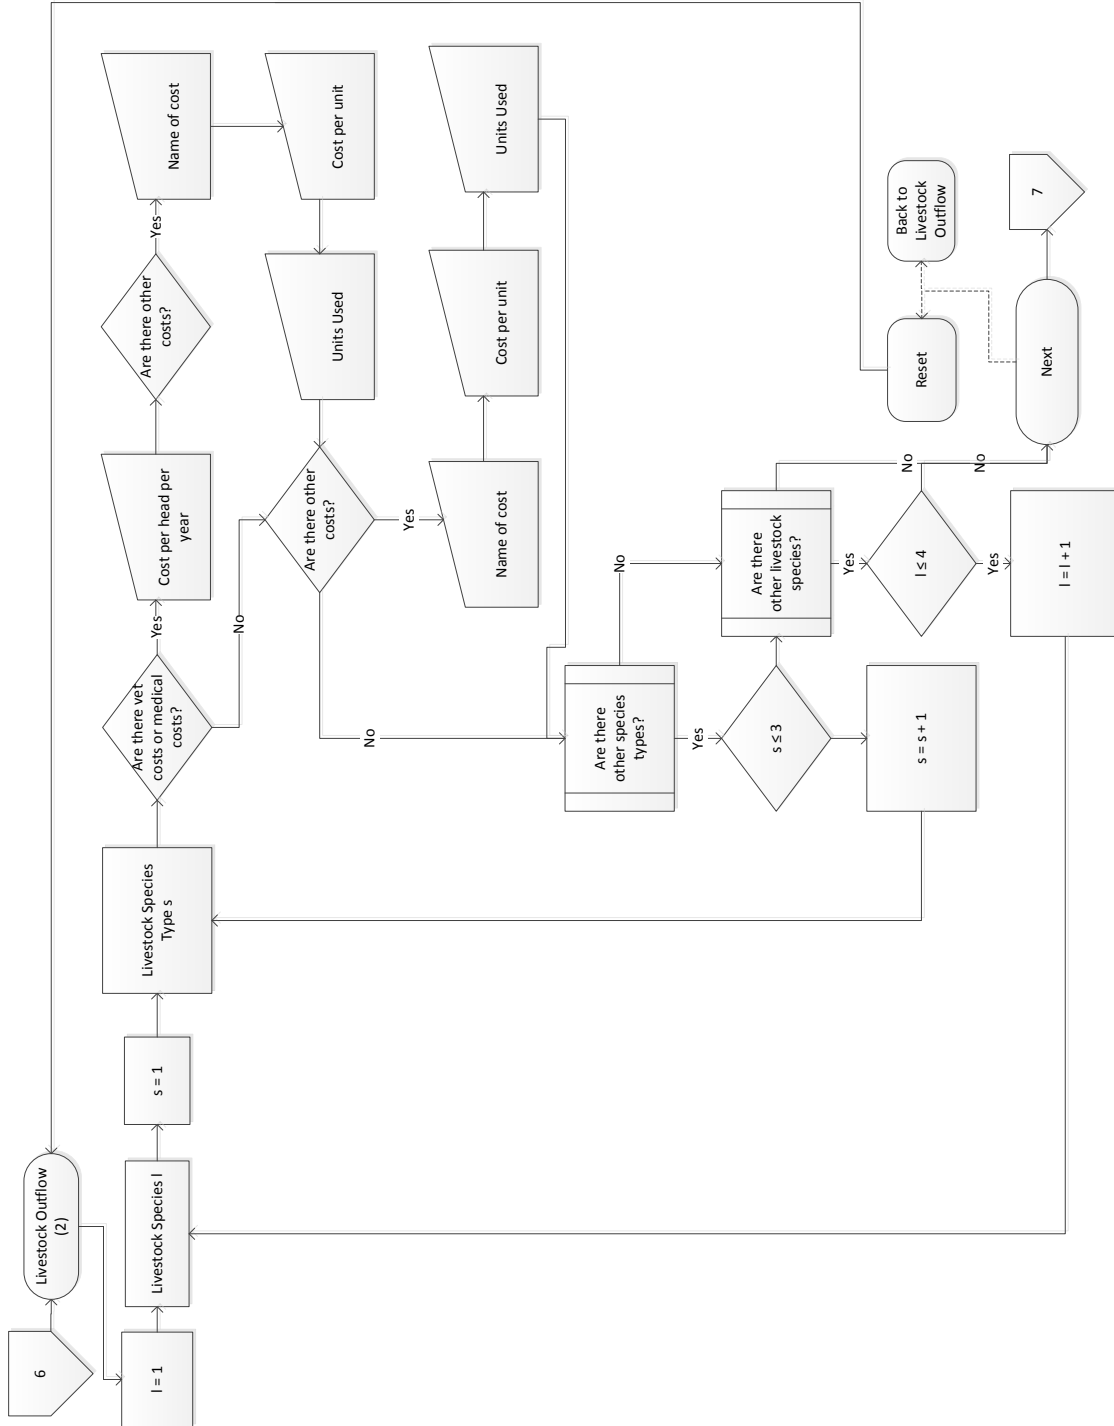 6
Livestock Outflow
(2)
l = 1
Livestock Species l
s = 1
Livestock Species
Type s
Are there vet
costs or medical
costs?
Yes
Cost per head per
year
Are there other
costs?
Yes
Name of cost
Cost per unit
Units Used
No
Are there other
costs?
Yes
Name of cost
Cost per unit
Units Used
No
Are there
other species
types?
Yes
No
s ≤ 3
s = s + 1
Are there
other livestock
species?
Yes
No
l ≤ 4
No
Yes
l = l + 1
Reset
Back to
Livestock
Outflow
Next
7